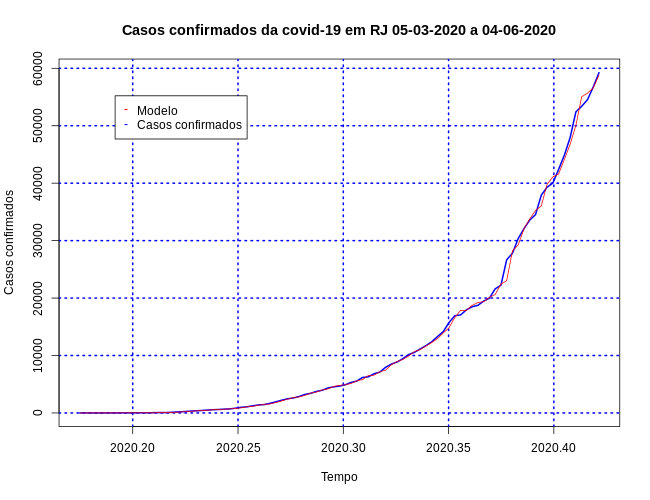 Casos confirmados da covid-19 em RJ 05-03-2020 a 04-06-2020
Casos confirmados
60000
50000
40000
30000
20000
10000
0
- Modelo
- Casos confirmados
2020.20 2020.25 2020.30 2020.35 2020.40
Tempo